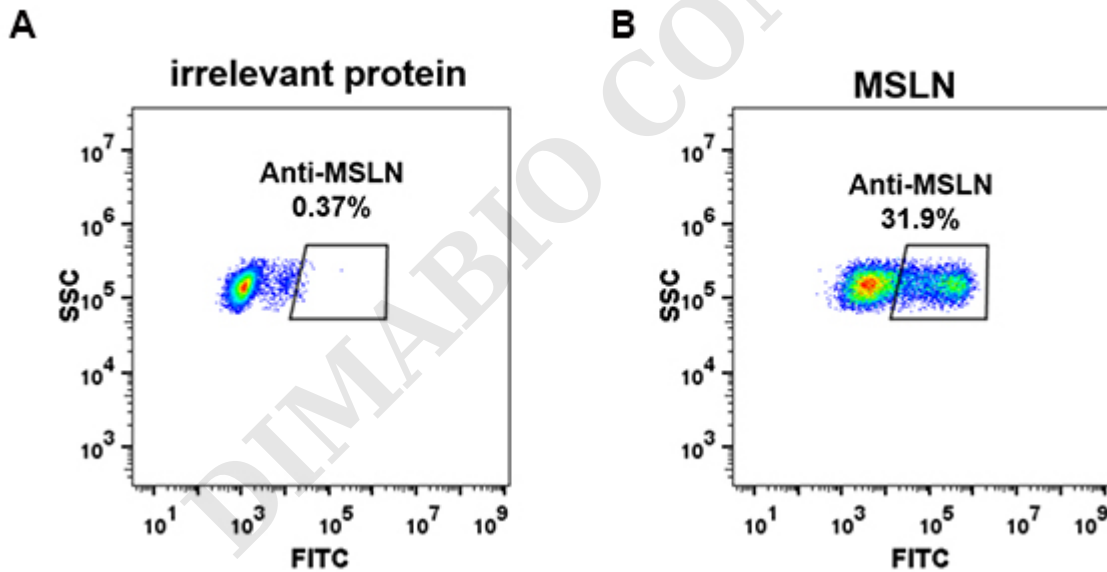 A
B
irrelevant protein
MSLN
Anti-MSLN
0.37%
Anti-MSLN
31.9%
SSC
10^7
10^6
10^5
10^4
10^3
10^1 10^3 10^5 10^7 10^9
FITC
SSC
10^7
10^6
10^5
10^4
10^3
10^1 10^3 10^5 10^7 10^9
FITC
DIMABIO